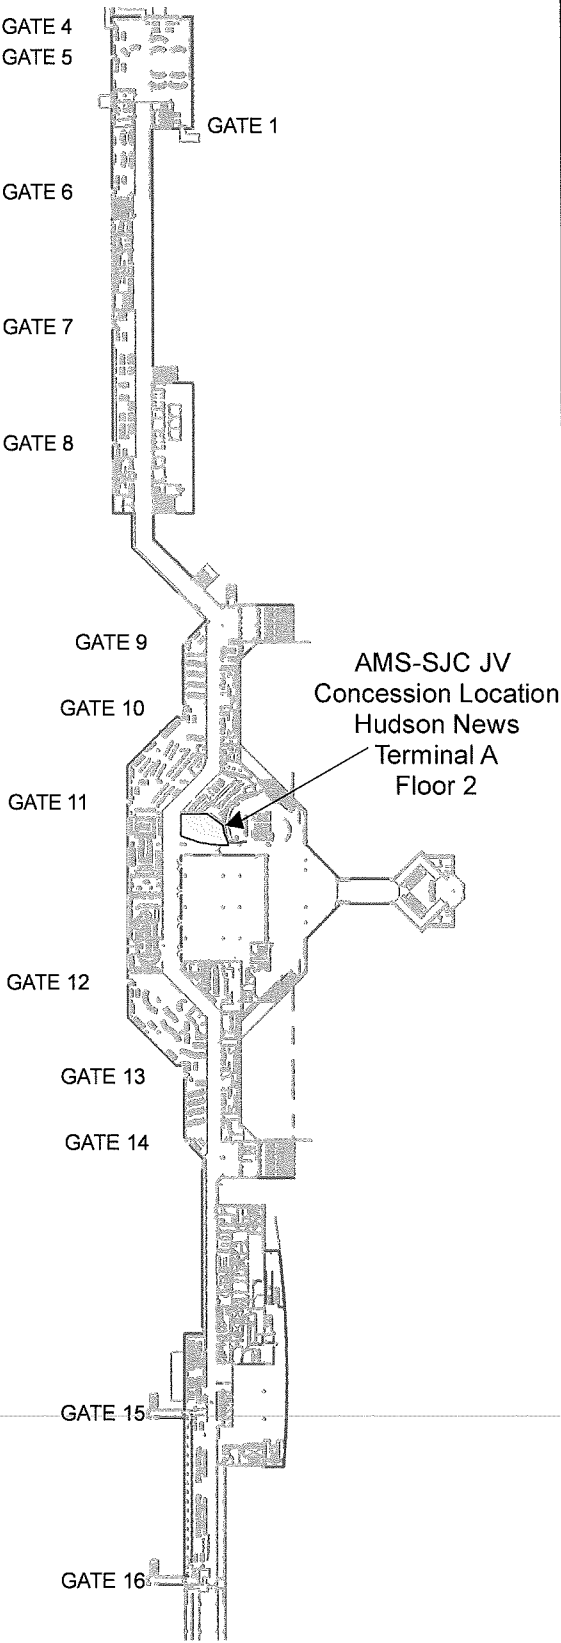 GATE 4
GATE 5
GATE 1
GATE 6
GATE 7
GATE 8
GATE 9
AMS-SJC JV
Concession Location
Hudson News
Terminal A
Floor 2
GATE 10
GATE 11
GATE 12
GATE 13
GATE 14
GATE 15
GATE 16